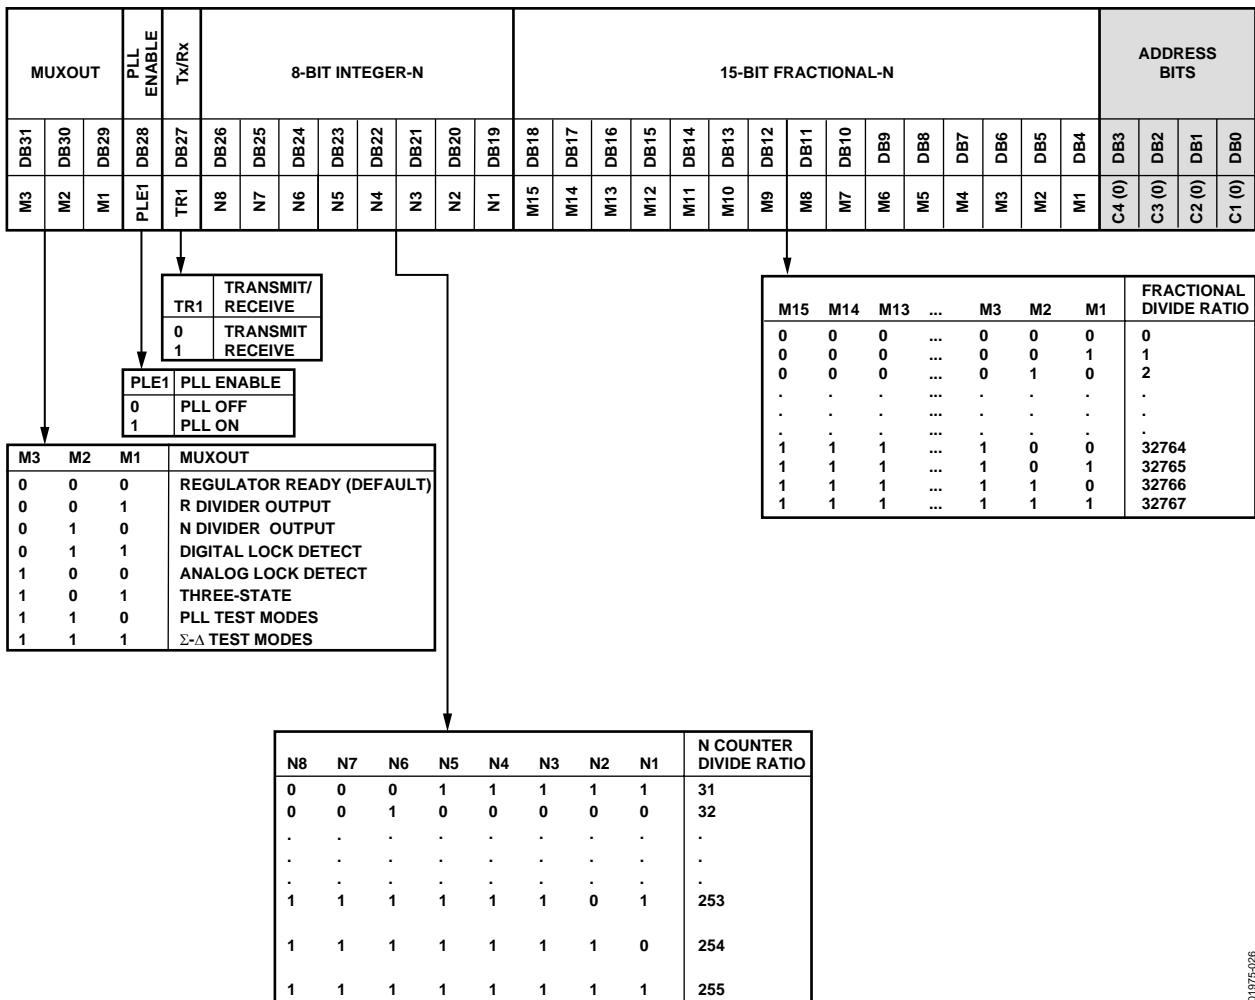 MUXOUT PLL ENABLE Tx/Rx 8-BIT INTEGER-N 15-BIT FRACTIONAL-N ADDRESS BITS
DB31 DB30 DB29 DB28 DB27 DB26 DB25 DB24 DB23 DB22 DB21 DB20 DB19 DB18 DB17 DB16 DB15 DB14 DB13 DB12 DB11 DB10 DB9 DB8 DB7 DB6 DB5 DB4 DB3 DB2 DB1 DB0
M3 M2 M1 PLE1 TR1 N8 N7 N6 N5 N4 N3 N2 N1 M15 M14 M13 M12 M11 M10 M9 M8 M7 M6 M5 M4 M3 M2 M1 C4 (0) C3 (0) C2 (0) C1 (0)
TR1 TRANSMIT/ RECEIVE
0 TRANSMIT
1 RECEIVE
PLE1 PLL ENABLE
0 PLL OFF
1 PLL ON
M3 M2 M1 MUXOUT
0 0 0 REGULATOR READY (DEFAULT)
0 0 1 R DIVIDER OUTPUT
0 1 0 N DIVIDER OUTPUT
0 1 1 DIGITAL LOCK DETECT
1 0 0 ANALOG LOCK DETECT
1 0 1 THREE-STATE
1 1 0 PLL TEST MODES
1 1 1 Σ-Δ TEST MODES
M15 M14 M13 ... M3 M2 M1 FRACTIONAL DIVIDE RATIO
0 0 0 ... 0 0 0 0
0 0 0 ... 0 0 1 1
0 0 0 ... 0 1 0 2
. . . ... . . . .
. . . ... . . . .
. . . ... . . . .
1 1 1 ... 1 0 0 32764
1 1 1 ... 1 0 1 32765
1 1 1 ... 1 1 0 32766
1 1 1 ... 1 1 1 32767
N8 N7 N6 N5 N4 N3 N2 N1 N COUNTER DIVIDE RATIO
0 0 0 1 1 1 1 1 31
0 0 1 0 0 0 0 0 32
. . . . . . . . .
. . . . . . . . .
. . . . . . . . .
1 1 1 1 1 1 0 1 253
1 1 1 1 1 1 1 0 254
1 1 1 1 1 1 1 1 255
01975-026